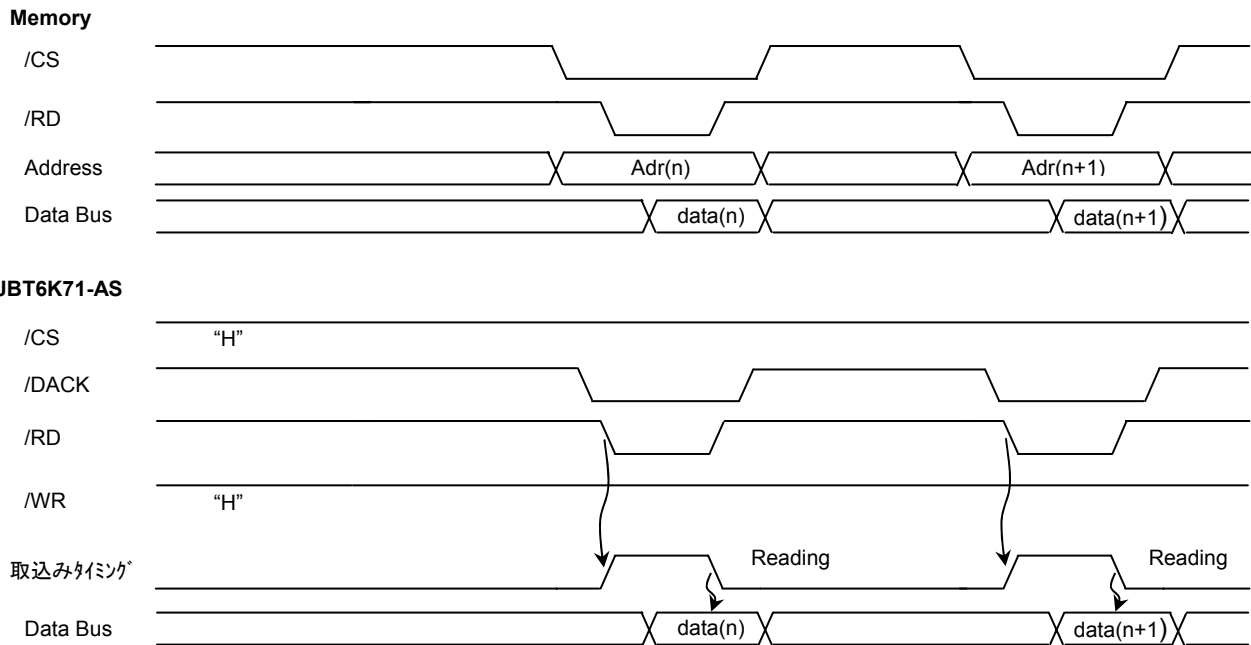 Memory
/CS
/RD
Address Adr(n) Adr(n+1)
Data Bus data(n) data(n+1)
JBT6K71-AS
/CS “H”
/DACK
/RD
/WR “H”
取込みﾀｲﾐﾝｸﾞ Reading Reading
Data Bus data(n) data(n+1)